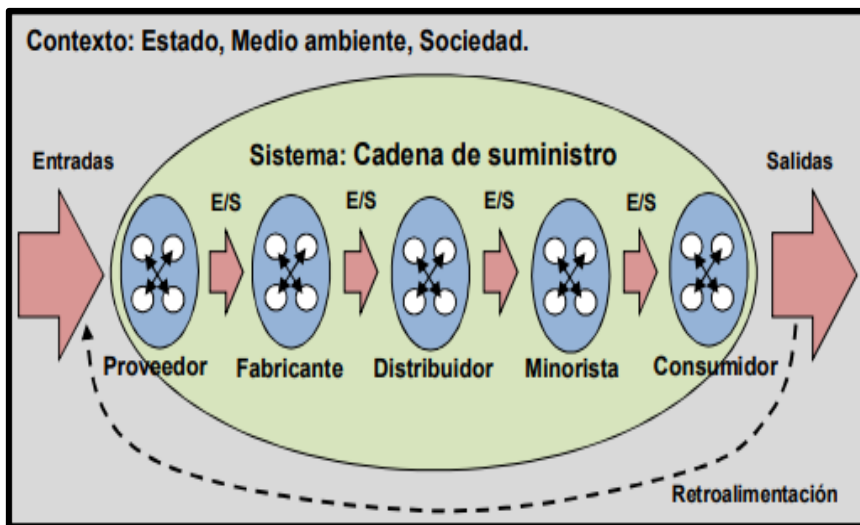 Contexto: Estado, Medio ambiente, Sociedad.
Entradas
Sistema: Cadena de suministro
Salidas
E/S
E/S
E/S
E/S
Proveedor
Fabricante
Distribuidor
Minorista
Consumidor
Retroalimentación